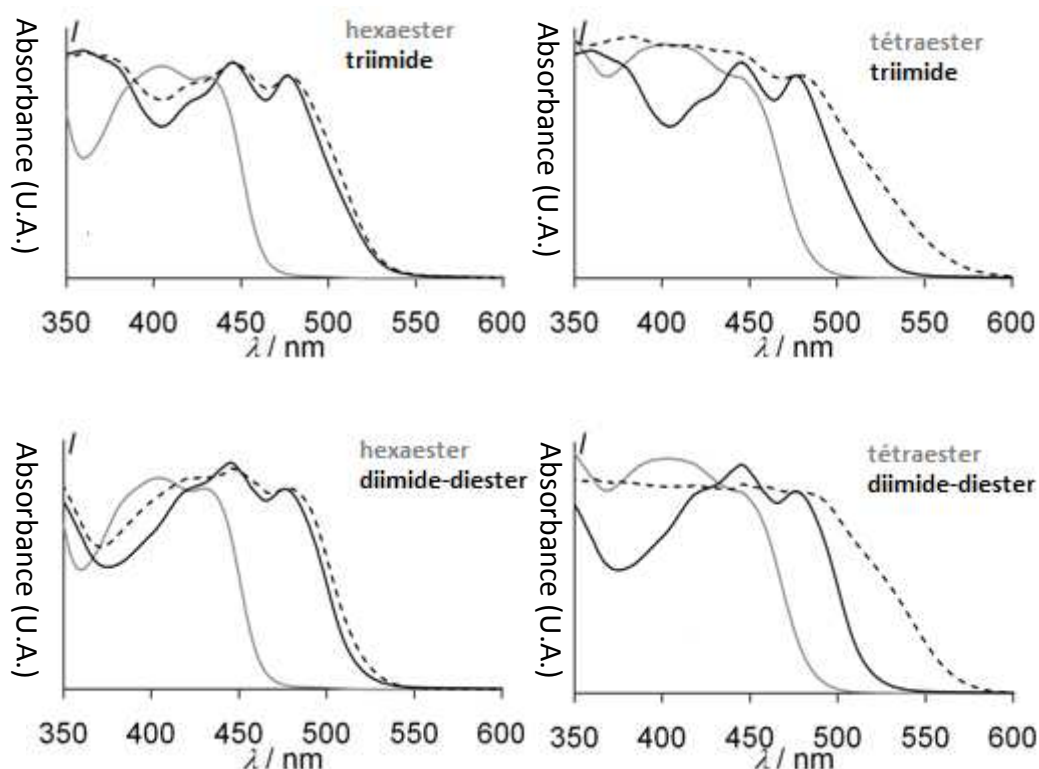 Absorbance (U.A.)
I
hexaester
triimide
350 400 450 500 550 600
λ / nm
Absorbance (U.A.)
I
tétraester
triimide
350 400 450 500 550 600
λ / nm
Absorbance (U.A.)
I
hexaester
diimide-diester
350 400 450 500 550 600
λ / nm
Absorbance (U.A.)
I
tétraester
diimide-diester
350 400 450 500 550 600
λ / nm